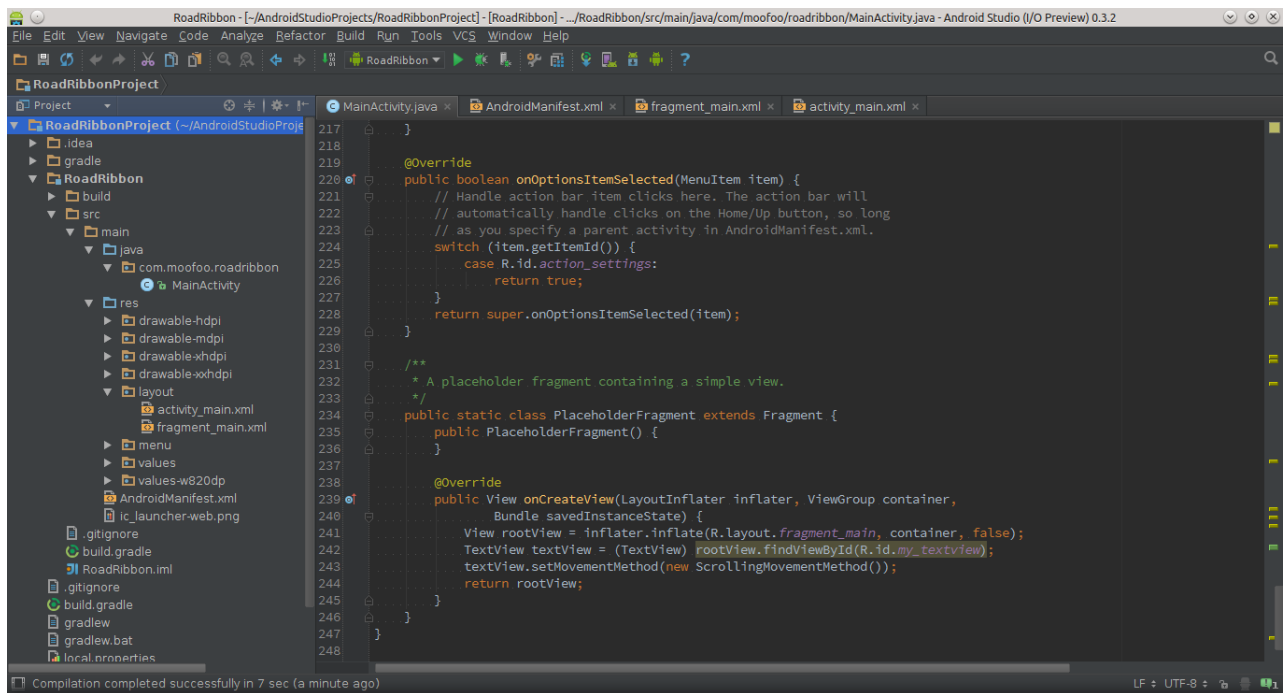 RoadRibbon - [~/AndroidStudioProjects/RoadRibbonProject] - [RoadRibbon] - .../RoadRibbon/src/main/java/com/moofoo/roadribbon/MainActivity.java - Android Studio (I/O Preview) 0.3.2
File Edit View Navigate Code Analyze Refactor Build Run Tools VCS Window Help
RoadRibbon
RoadRibbonProject
Project
MainActivity.java
AndroidManifest.xml
fragment_main.xml
activity_main.xml
RoadRibbonProject (~/AndroidStudioProje
.idea
gradle
RoadRibbon
build
src
main
java
com.moofoo.roadribbon
MainActivity
res
drawable-hdpi
drawable-mdpi
drawable-xhdpi
drawable-xxhdpi
layout
activity_main.xml
fragment_main.xml
menu
values
values-w820dp
AndroidManifest.xml
ic_launcher-web.png
.gitignore
build.gradle
RoadRibbon.iml
.gitignore
build.gradle
gradlew
gradlew.bat
local.properties
217 }
218
219 @Override
220 public boolean onOptionsItemSelected(MenuItem item) {
221 // Handle action bar item clicks here. The action bar will
222 // automatically handle clicks on the Home/Up button, so long
223 // as you specify a parent activity in AndroidManifest.xml.
224 switch (item.getItemId()) {
225 case R.id.action_settings:
226 return true;
227 }
228 return super.onOptionsItemSelected(item);
229 }
230
231 /**
232 * A placeholder fragment containing a simple view.
233 */
234 public static class PlaceholderFragment extends Fragment {
235 public PlaceholderFragment() {
236 }
237
238 @Override
239 public View onCreateView(LayoutInflater inflater, ViewGroup container,
240 Bundle savedInstanceState) {
241 View rootView = inflater.inflate(R.layout.fragment_main, container, false);
242 TextView textView = (TextView) rootView.findViewById(R.id.my_textview);
243 textView.setMovementMethod(new ScrollingMovementMethod());
244 return rootView;
245 }
246 }
247 }
248
Compilation completed successfully in 7 sec (a minute ago)
LF UTF-8
1